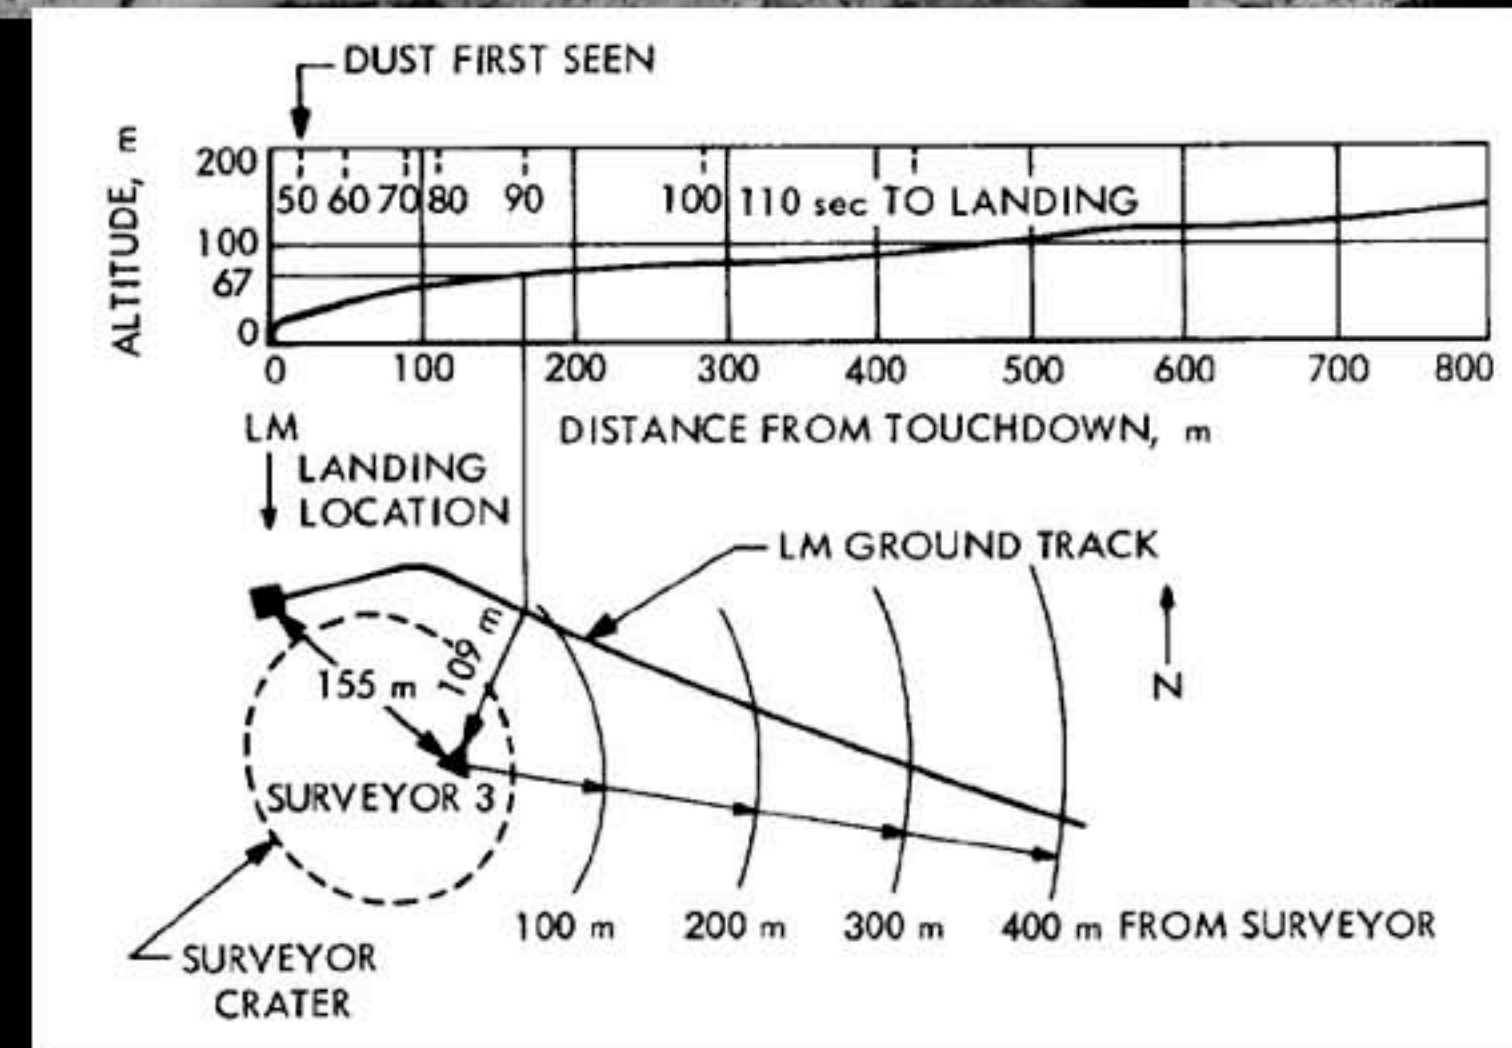 DUST FIRST SEEN
ALTITUDE, m
200
50 60 70 80 90 100 110 sec TO LANDING
100
67
0
0 100 200 300 400 500 600 700 800
DISTANCE FROM TOUCHDOWN, m
LM
LANDING
LOCATION
LM GROUND TRACK
109 m
155 m
N
SURVEYOR 3
100 m 200 m 300 m 400 m FROM SURVEYOR
SURVEYOR
CRATER